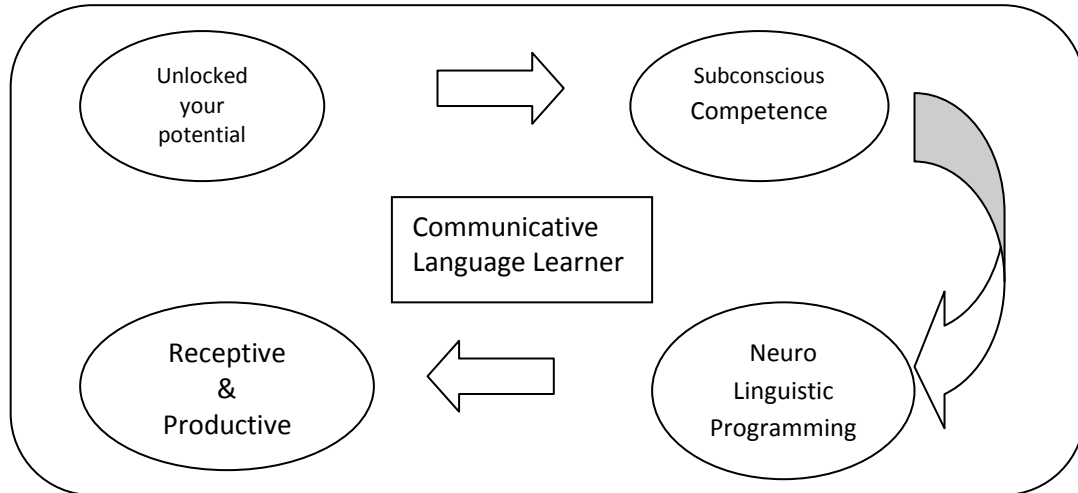 Unlocked
your
potential
Subconscious
Competence
Communicative
Language Learner
Receptive
&
Productive
Neuro
Linguistic
Programming